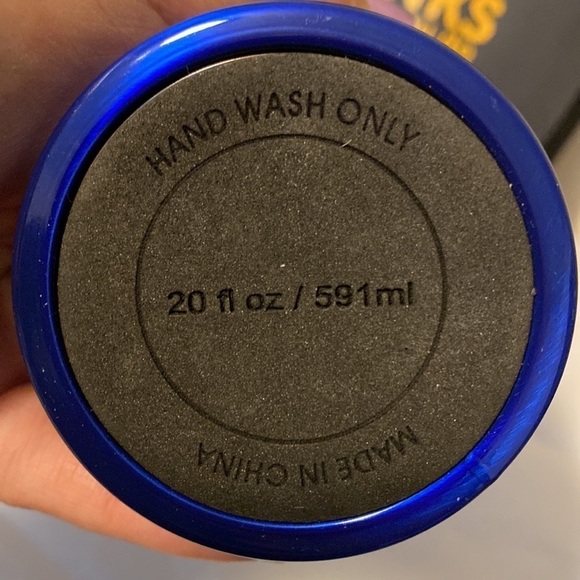 HAND WASH ONLY
20 fl oz / 591ml
MADE IN CHINA